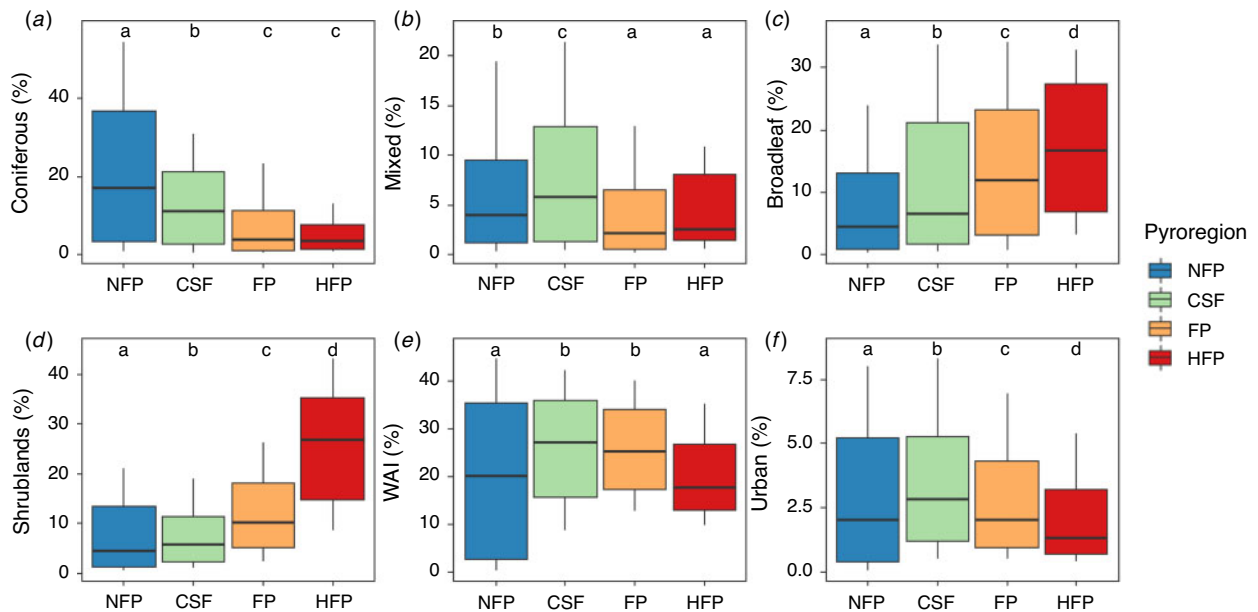 (a)
a b c c
Coniferous (%)
40
20
0
NFP CSF FP HFP
(b)
b c a a
Mixed (%)
20
15
10
5
0
NFP CSF FP HFP
(c)
a b c d
Broadleaf (%)
30
20
10
0
NFP CSF FP HFP
Pyroregion
NFP
CSF
FP
HFP
(d)
a b c d
Shrublands (%)
40
30
20
10
0
NFP CSF FP HFP
(e)
a b b a
WAI (%)
40
30
20
10
0
NFP CSF FP HFP
(f)
a b c d
Urban (%)
7.5
5.0
2.5
0.0
NFP CSF FP HFP